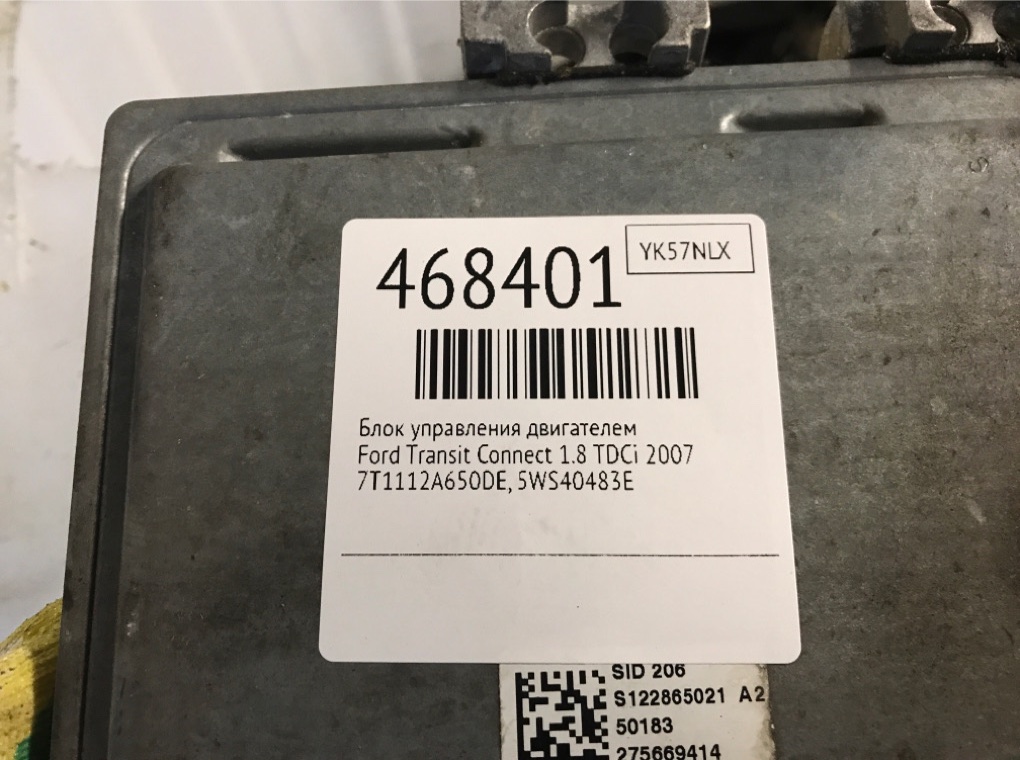 468401
YK57NLX
Блок управления двигателем
Ford Transit Connect 1.8 TDCi 2007
7T1112A650DE, 5WS40483E
SID 206
S122865021 A2
50183
275669414